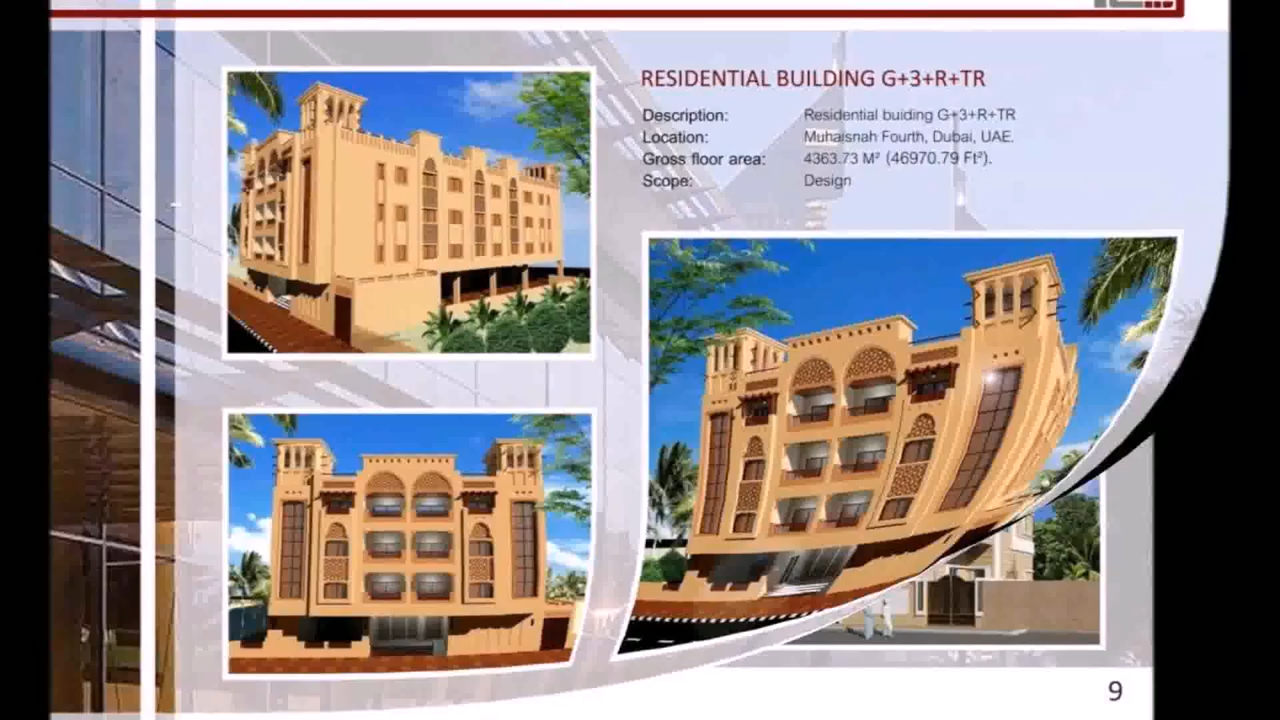 RESIDENTIAL BUILDING G+3+R+TR
Description: Residential buiding G+3+R+TR
Location: Muhaisnah Fourth, Dubai, UAE.
Gross floor area: 4363.73 M² (46970.79 Ft²).
Scope: Design
9